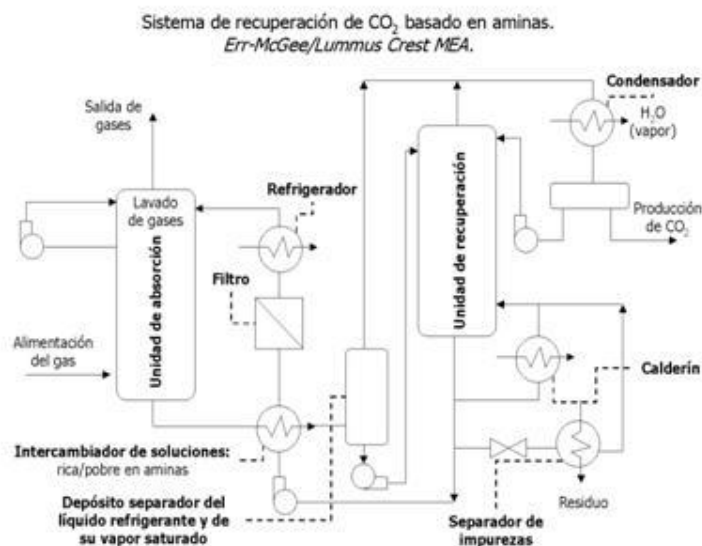 Sistema de recuperación de CO₂ basado en aminas.
Err-McGee/Lummus Crest MEA.
Salida de
gases
Lavado
de gases
Unidad de absorción
Alimentación
del gas
Refrigerador
Filtro
Intercambiador de soluciones:
rica/pobre en aminas
Depósito separador del
líquido refrigerante y de
su vapor saturado
Unidad de recuperación
Condensador
H₂O
(vapor)
Producción
de CO₂
Calderín
Separador de
impurezas
Residuo